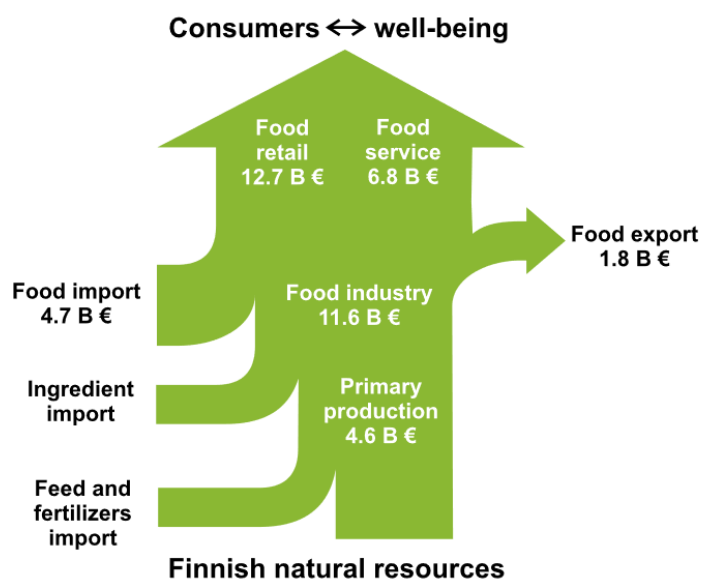 Consumers ↔ well-being
Food
retail
12.7 B €
Food
service
6.8 B €
Food export
1.8 B €
Food import
4.7 B €
Food industry
11.6 B €
Ingredient
import
Primary
production
4.6 B €
Feed and
fertilizers
import
Finnish natural resources